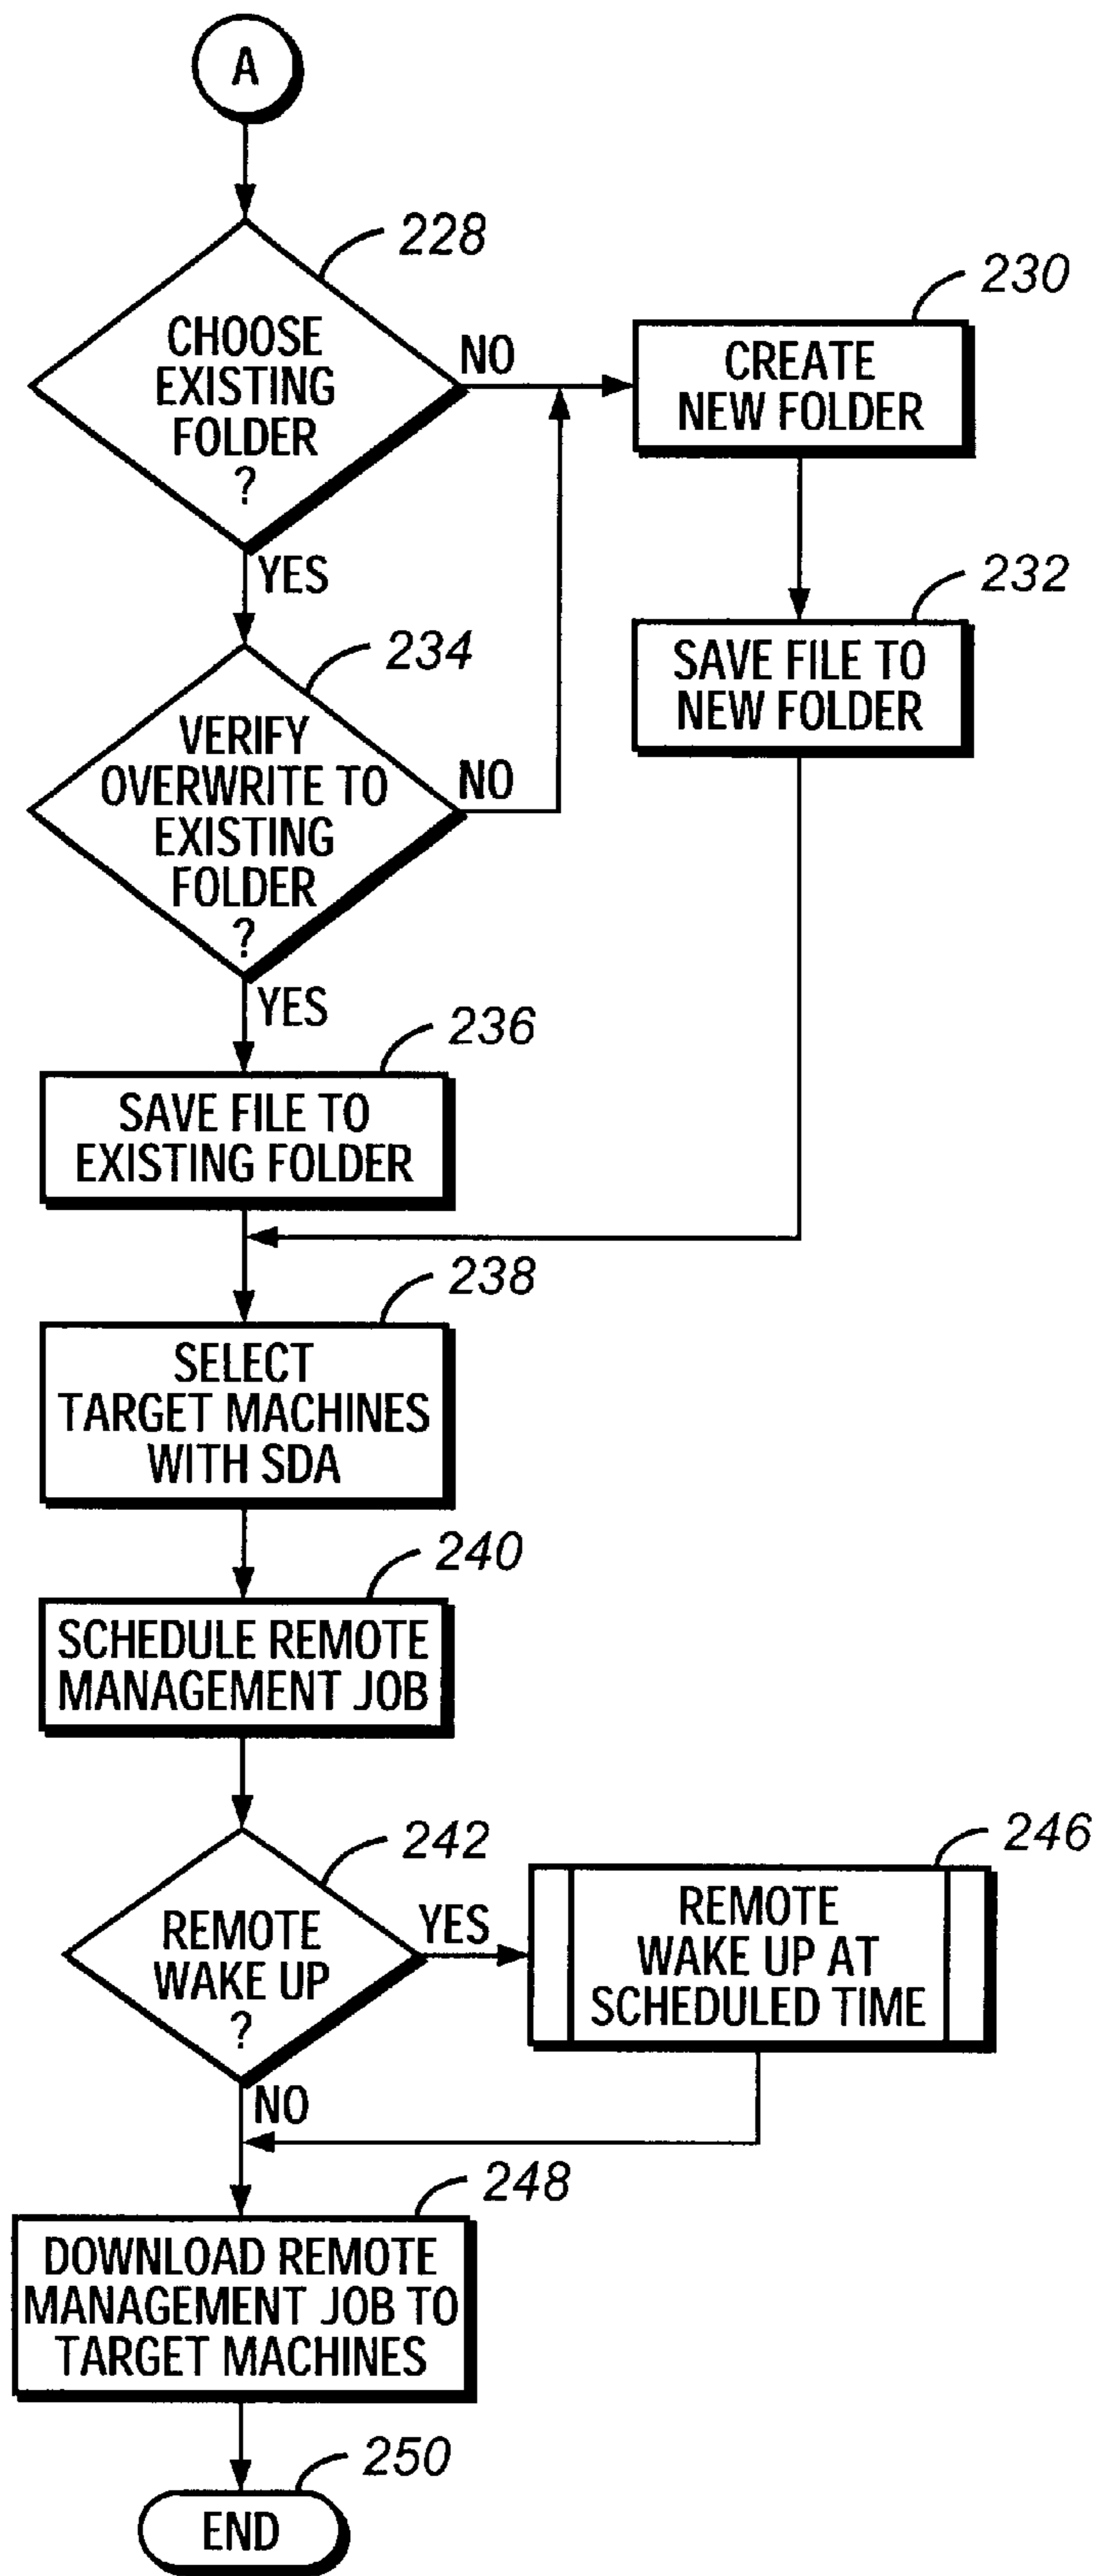 A
228
CHOOSE
EXISTING
FOLDER
?
NO
YES
230
CREATE
NEW FOLDER
232
SAVE FILE TO
NEW FOLDER
234
VERIFY
OVERWRITE TO
EXISTING
FOLDER
?
NO
YES
236
SAVE FILE TO
EXISTING FOLDER
238
SELECT
TARGET MACHINES
WITH SDA
240
SCHEDULE REMOTE
MANAGEMENT JOB
242
REMOTE
WAKE UP
?
YES
NO
246
REMOTE
WAKE UP AT
SCHEDULED TIME
248
DOWNLOAD REMOTE
MANAGEMENT JOB TO
TARGET MACHINES
250
END